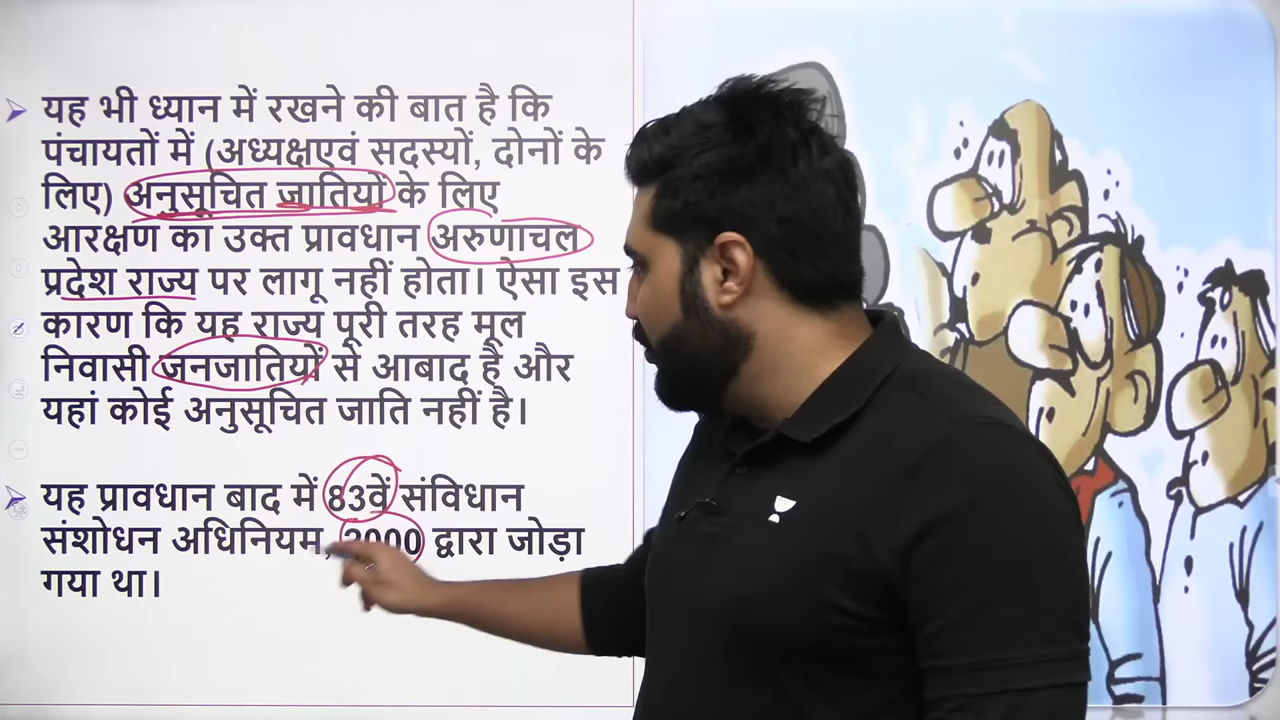 यह भी ध्यान में रखने की बात है कि
पंचायतों में (अध्यक्षएवं सदस्यों, दोनों के
लिए) अनुसूचित जातियों के लिए
आरक्षण का उक्त प्रावधान अरुणाचल
प्रदेश राज्य पर लागू नहीं होता। ऐसा इस
कारण कि यह राज्य पूरी तरह मूल
निवासी जनजातियों से आबाद है और
यहां कोई अनुसूचित जाति नहीं है।
यह प्रावधान बाद में 83वें संविधान
संशोधन अधिनियम, 2000 द्वारा जोड़ा
गया था।